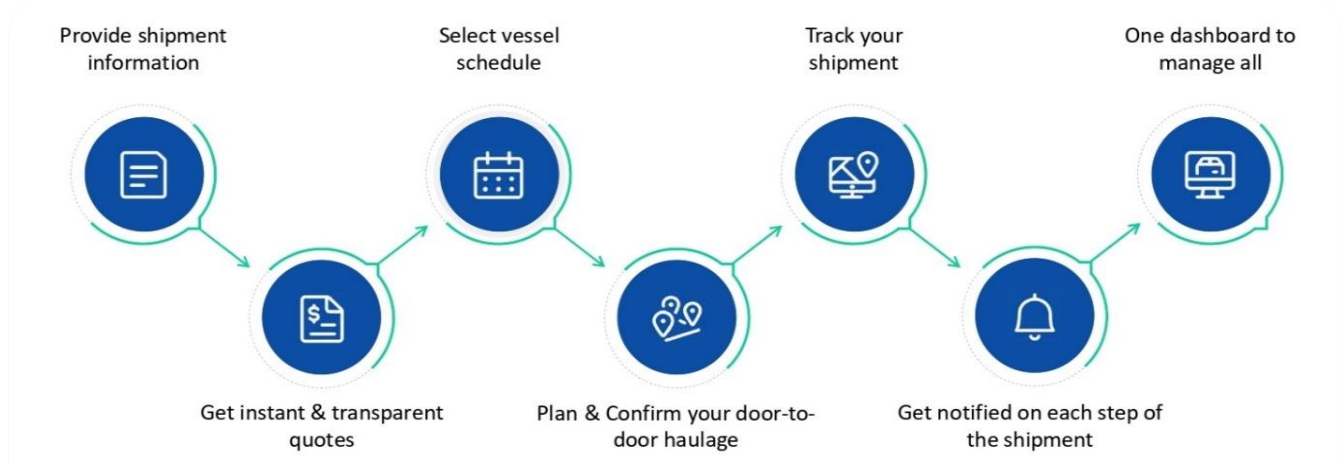 Provide shipment
information
Get instant & transparent
quotes
Select vessel
schedule
Plan & Confirm your door-to-
door haulage
Track your
shipment
Get notified on each step of
the shipment
One dashboard to
manage all
$